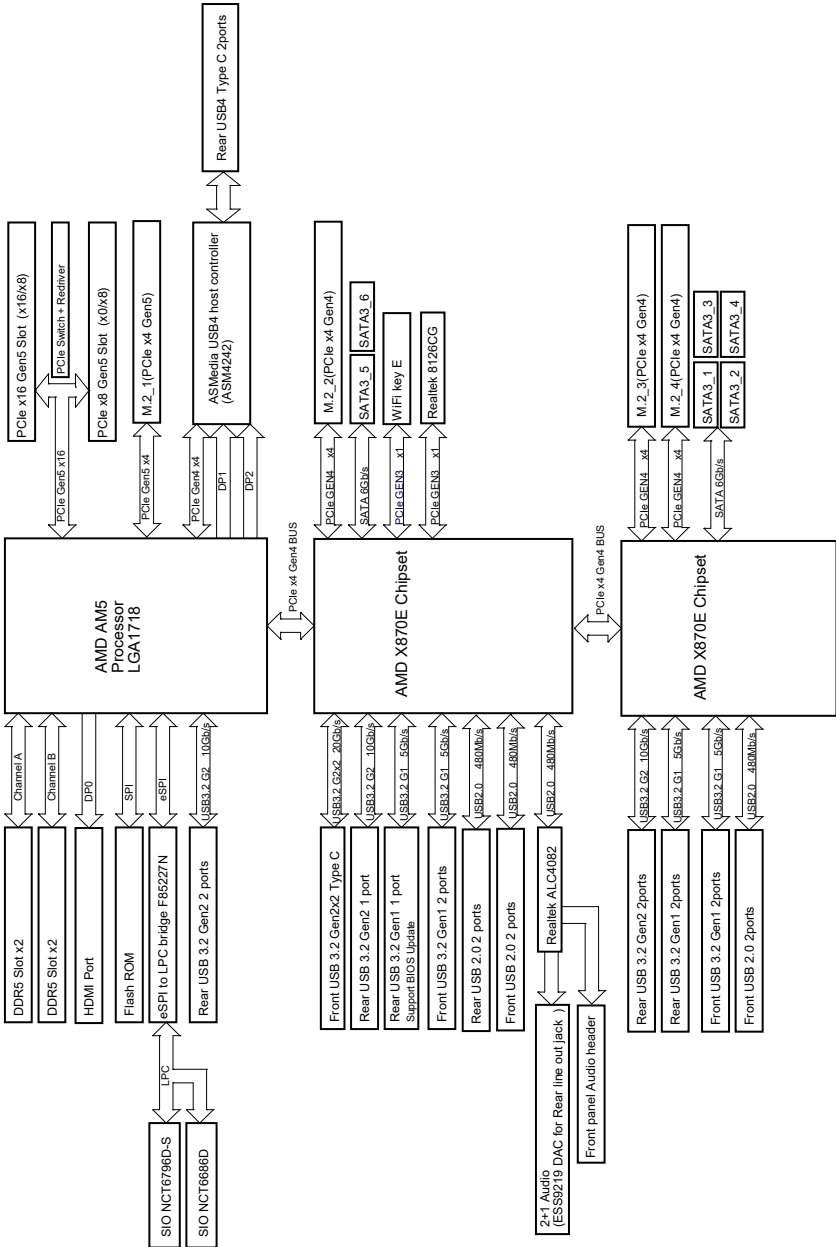 Rear USB4 Type C 2ports
PCIe x16 Gen5 Slot (x16/x8)
PCIe Switch + Redriver
PCIe x8 Gen5 Slot (x0/x8)
M.2_1(PCIe x4 Gen5)
ASMedia USB4 host controller
(ASM4242)
PCIe Gen5 x16
PCIe Gen5 x4
PCIe Gen4 x4
DP1
DP2
AMD AM5
Processor
LGA1718
Channel A
Channel B
DP0
SPI
eSPI
USB3.2 G2 10Gb/s
DDR5 Slot x2
DDR5 Slot x2
HDMI Port
Flash ROM
eSPI to LPC bridge F85227N
Rear USB 3.2 Gen2 2 ports
LPC
SIO NCT6796D-S
SIO NCT6686D
PCIe x4 Gen4 BUS
M.2_2(PCIe x4 Gen4)
SATA3_5
SATA3_6
WiFi key E
Realtek 8126CG
PCIe GEN4 x4
SATA 6Gb/s
PCIe GEN3 x1
PCIe GEN3 x1
AMD X870E Chipset
USB3.2 G2x2 20Gb/s
USB3.2 G2 10Gb/s
USB3.2 G1 5Gb/s
USB3.2 G1 5Gb/s
USB2.0 480Mb/s
USB2.0 480Mb/s
USB2.0 480Mb/s
Front USB 3.2 Gen2x2 Type C
Rear USB 3.2 Gen2 1 port
Rear USB 3.2 Gen1 1 port
Support BIOS Update
Front USB 3.2 Gen1 2 ports
Rear USB 2.0 2 ports
Front USB 2.0 2 ports
Realtek ALC4082
2+1 Audio
(ESS9219 DAC for Rear line out jack )
Front panel Audio header
PCIe x4 Gen4 BUS
M.2_3(PCIe x4 Gen4)
M.2_4(PCIe x4 Gen4)
SATA3_1
SATA3_3
SATA3_2
SATA3_4
PCIe GEN4 x4
PCIe GEN4 x4
SATA 6Gb/s
AMD X870E Chipset
USB3.2 G2 10Gb/s
USB3.2 G1 5Gb/s
USB3.2 G1 5Gb/s
USB2.0 480Mb/s
Rear USB 3.2 Gen2 2ports
Rear USB 3.2 Gen1 2ports
Front USB 3.2 Gen1 2ports
Front USB 2.0 2ports